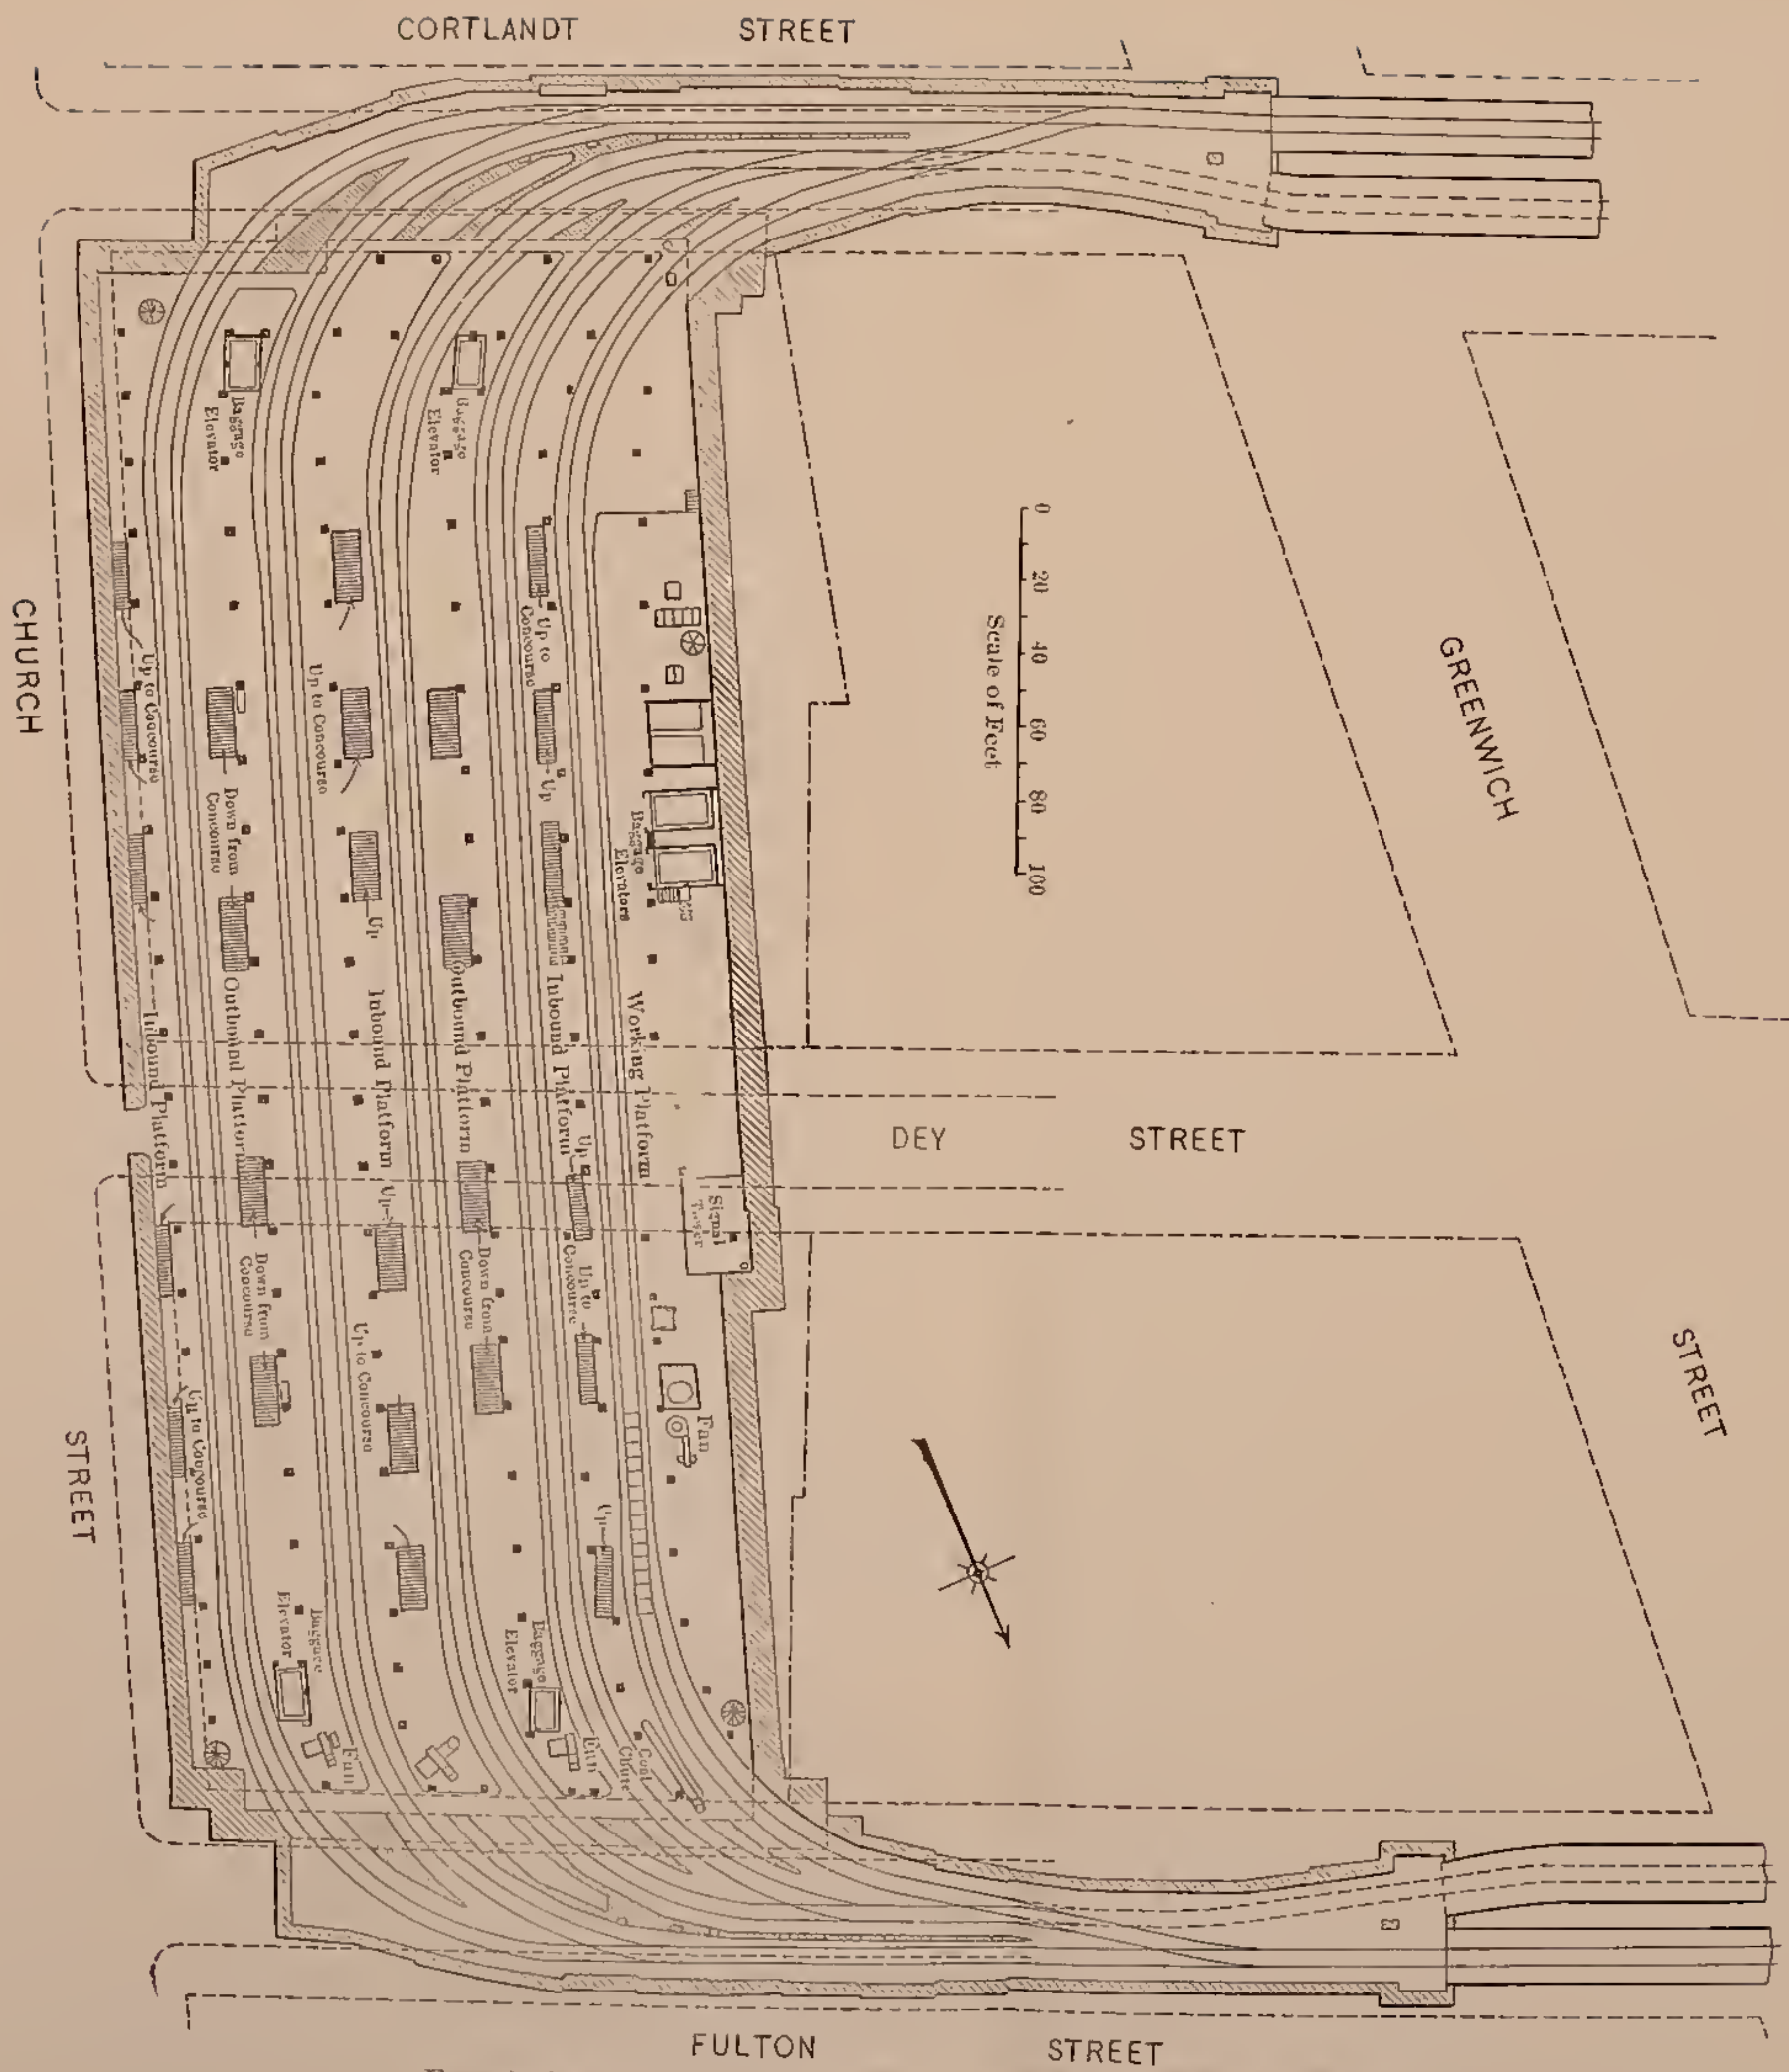 CORTLANDT STREET
CHURCH
STREET
GREENWICH
STREET
DEY STREET
FULTON STREET
Scale of Feet
0 20 40 60 80 100
Baggage
Elevator
Baggage
Elevator
Up to Concourse
Up to Concourse
Up to
Concourse
Up
Down from
Concourse
Up
Baggage
Elevators
Inbound Platform
Outbound Platform
Inbound Platform
Outbound Platform
Inbound Platform
Working Platform
Up
Up
Signal
Tower
Down from
Concourse
Down from
Concourse
Up to
Concourse
Up to Concourse
Up to Concourse
Fan
Up
Baggage
Elevator
Baggage
Elevator
Fan
Fan
Coal
Chute